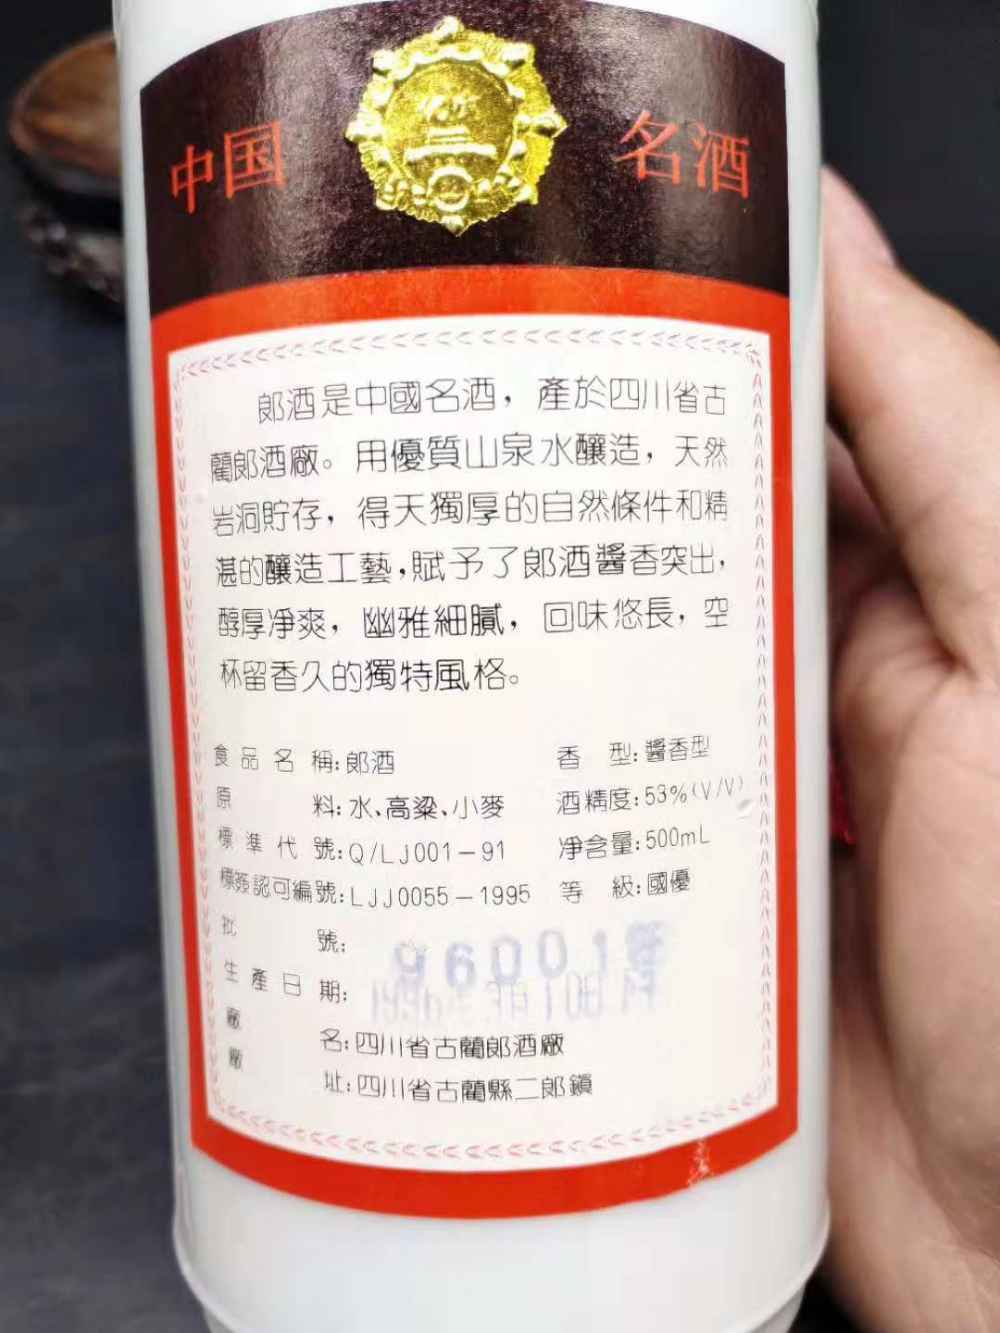 中国 名酒
郎酒是中國名酒，產於四川省古
藺郎酒廠。用優質山泉水釀造，天然
岩洞貯存，得天獨厚的自然條件和精
湛的釀造工藝，賦予了郎酒醬香突出，
醇厚净爽，幽雅細膩，回味悠長，空
杯留香久的獨特風格。
食品名稱：郎酒 香型：醬香型
原料：水、高粱、小麥 酒精度：53%(V/V)
標準代號：Q/LJ001－91 净含量：500mL
標簽認可編號：LJJ0055－1995 等級：國優
批號：
生產日期：
廠名：四川省古藺郎酒廠
廠址：四川省古藺縣二郎鎮